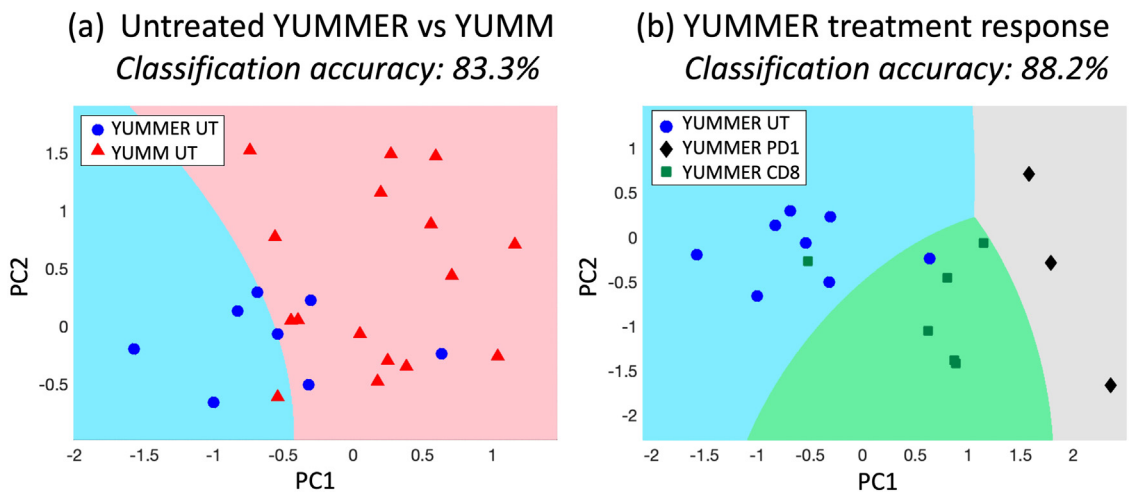 (a) Untreated YUMMER vs YUMM
Classification accuracy: 83.3%
YUMMER UT
YUMM UT
1.5
1
0.5
0
-0.5
PC2
-2
-1.5
-1
-0.5
0
0.5
1
PC1
(b) YUMMER treatment response
Classification accuracy: 88.2%
YUMMER UT
YUMMER PD1
YUMMER CD8
1
0.5
0
-0.5
-1
-1.5
-2
PC2
-2
-1.5
-1
-0.5
0
0.5
1
1.5
2
PC1